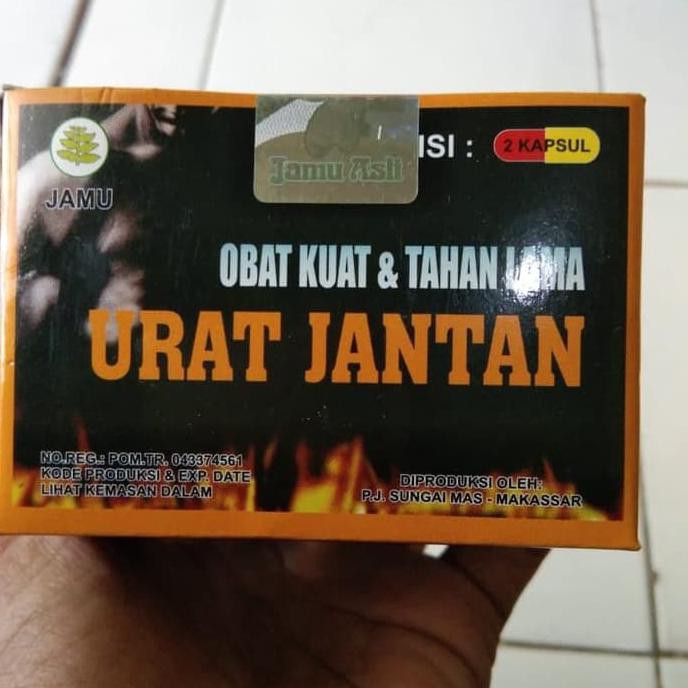 ISI : 2 KAPSUL
Jamu Asli
JAMU
OBAT KUAT & TAHAN LAMA
URAT JANTAN
NO.REG.: POM.TR. 043374561
KODE PRODUKSI & EXP. DATE
LIHAT KEMASAN DALAM
DIPRODUKSI OLEH:
P.J. SUNGAI MAS - MAKASSAR